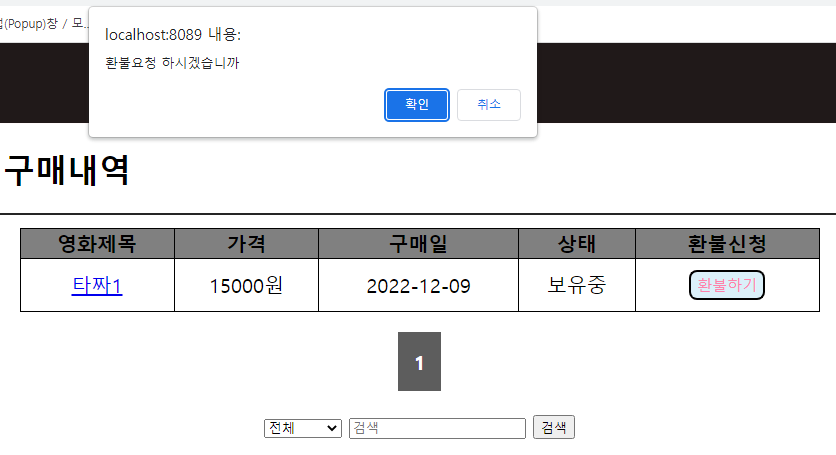 (Popup)창 / 모...
localhost:8089 내용:
환불요청 하시겠습니까
확인 취소
구매내역
영화제목 가격 구매일 상태 환불신청
타짜1 15000원 2022-12-09 보유중 환불하기
1
전체 검색 검색